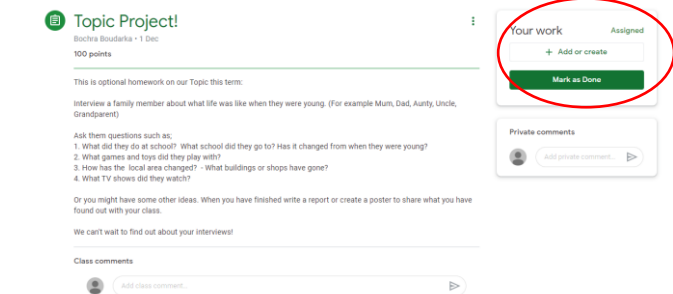 Topic Project!
Bochra Boudarka • 1 Dec
100 points
This is optional homework on our Topic this term:
Interview a family member about what life was like when they were young. (For example Mum, Dad, Aunty, Uncle,
Grandparent)
Ask them questions such as;
1. What did they do at school? What school did they go to? Has it changed from when they were young?
2. What games and toys did they play with?
3. How has the local area changed? - What buildings or shops have gone?
4. What TV shows did they watch?
Or you might have some other ideas. When you have finished write a report or create a poster to share what you have
found out with your class.
We can't wait to find out about your interviews!
Class comments
Add class comment...
Your work
Assigned
+ Add or create
Mark as Done
Private comments
Add private comment...